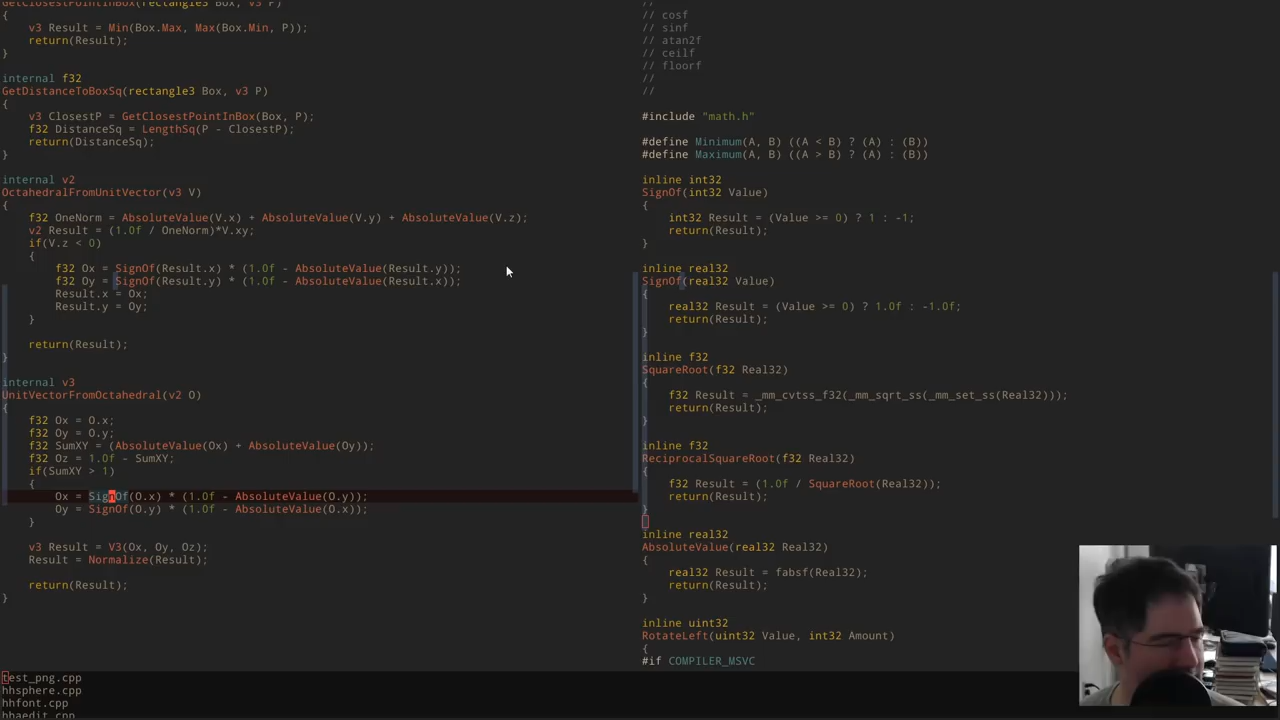 GetClosestPointInBox(rectangle3 Box, v3 P)
{
v3 Result = Min(Box.Max, Max(Box.Min, P));
return(Result);
}
internal f32
GetDistanceToBoxSq(rectangle3 Box, v3 P)
{
v3 ClosestP = GetClosestPointInBox(Box, P);
f32 DistanceSq = LengthSq(P - ClosestP);
return(DistanceSq);
}
internal v2
OctahedralFromUnitVector(v3 V)
{
f32 OneNorm = AbsoluteValue(V.x) + AbsoluteValue(V.y) + AbsoluteValue(V.z);
v2 Result = (1.0f / OneNorm)*V.xy;
if(V.z < 0)
{
f32 Ox = SignOf(Result.x) * (1.0f - AbsoluteValue(Result.y));
f32 Oy = SignOf(Result.y) * (1.0f - AbsoluteValue(Result.x));
Result.x = Ox;
Result.y = Oy;
}
return(Result);
}
internal v3
UnitVectorFromOctahedral(v2 O)
{
f32 Ox = O.x;
f32 Oy = O.y;
f32 SumXY = (AbsoluteValue(Ox) + AbsoluteValue(Oy));
f32 Oz = 1.0f - SumXY;
if(SumXY > 1)
{
Ox = SignOf(O.x) * (1.0f - AbsoluteValue(O.y));
Oy = SignOf(O.y) * (1.0f - AbsoluteValue(O.x));
}
v3 Result = V3(Ox, Oy, Oz);
Result = Normalize(Result);
return(Result);
}
//
// cosf
// sinf
// atan2f
// ceilf
// floorf
//
//
#include "math.h"
#define Minimum(A, B) ((A < B) ? (A) : (B))
#define Maximum(A, B) ((A > B) ? (A) : (B))
inline int32
SignOf(int32 Value)
{
int32 Result = (Value >= 0) ? 1 : -1;
return(Result);
}
inline real32
SignOf(real32 Value)
{
real32 Result = (Value >= 0) ? 1.0f : -1.0f;
return(Result);
}
inline f32
SquareRoot(f32 Real32)
{
f32 Result = _mm_cvtss_f32(_mm_sqrt_ss(_mm_set_ss(Real32)));
return(Result);
}
inline f32
ReciprocalSquareRoot(f32 Real32)
{
f32 Result = (1.0f / SquareRoot(Real32));
return(Result);
}
inline real32
AbsoluteValue(real32 Real32)
{
real32 Result = fabsf(Real32);
return(Result);
}
inline uint32
RotateLeft(uint32 Value, int32 Amount)
{
#if COMPILER_MSVC
test_png.cpp
hhsphere.cpp
hhfont.cpp
hhaedit.cpp